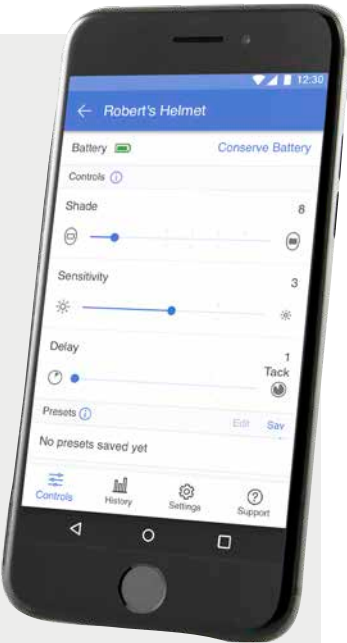 12:30
Robert's Helmet
Battery Conserve Battery
Controls
Shade 8
Sensitivity 3
Delay 1
Tack
Presets Edit Sav
No presets saved yet
Controls History Settings Support